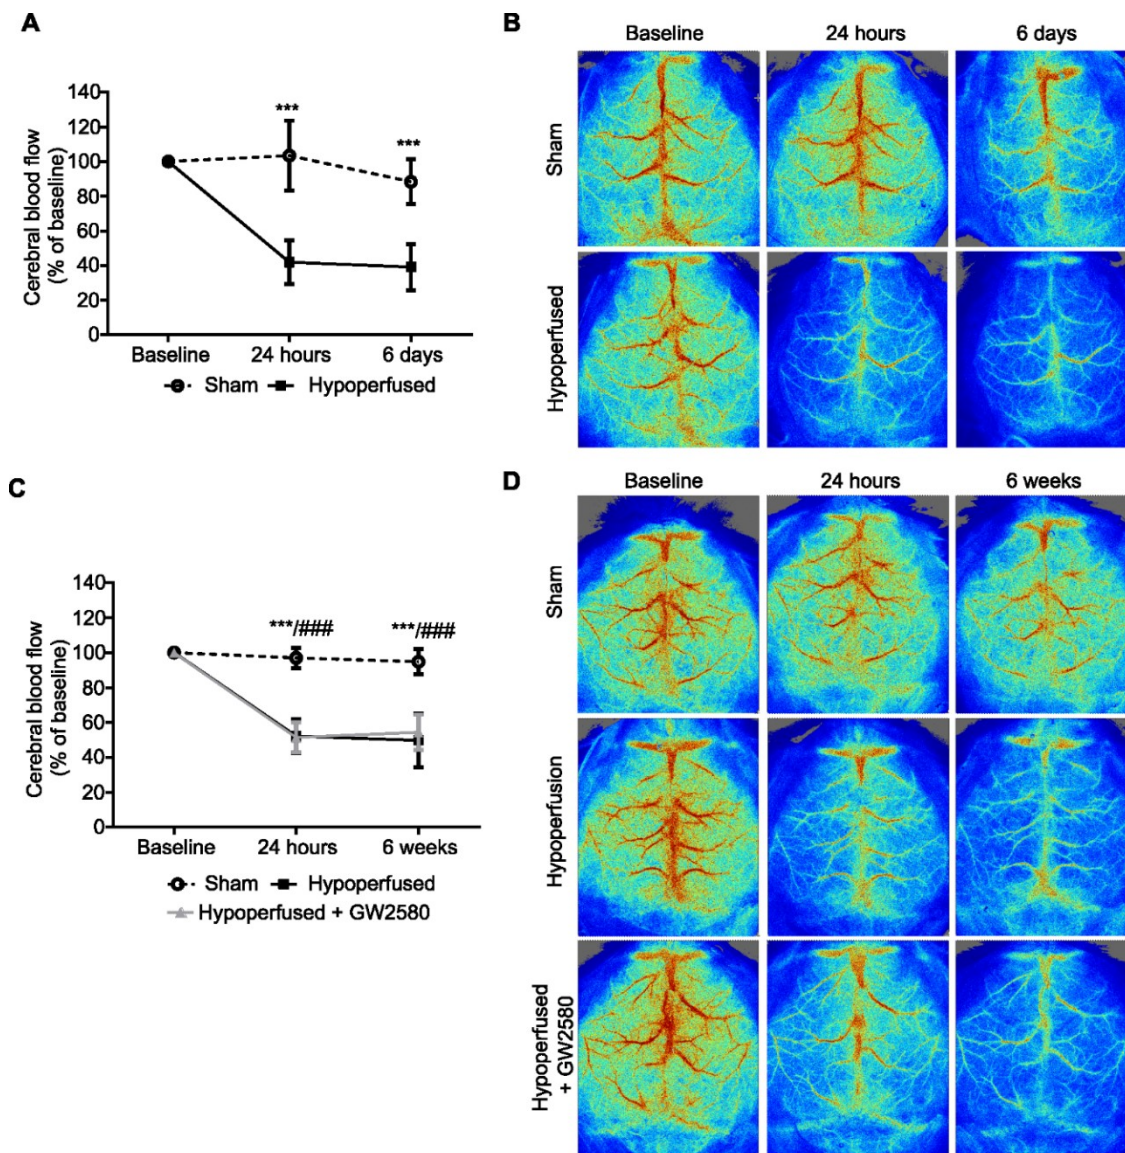 A
Cerebral blood flow
(% of baseline)
140
120
100
80
60
40
20
0
***
***
Baseline
24 hours
6 days
Sham
Hypoperfused
B
Baseline
24 hours
6 days
Sham
Hypoperfused
C
Cerebral blood flow
(% of baseline)
140
120
100
80
60
40
20
0
***/###
***/###
Baseline
24 hours
6 weeks
Sham
Hypoperfused
Hypoperfused + GW2580
D
Baseline
24 hours
6 weeks
Sham
Hypoperfusion
Hypoperfused
+ GW2580